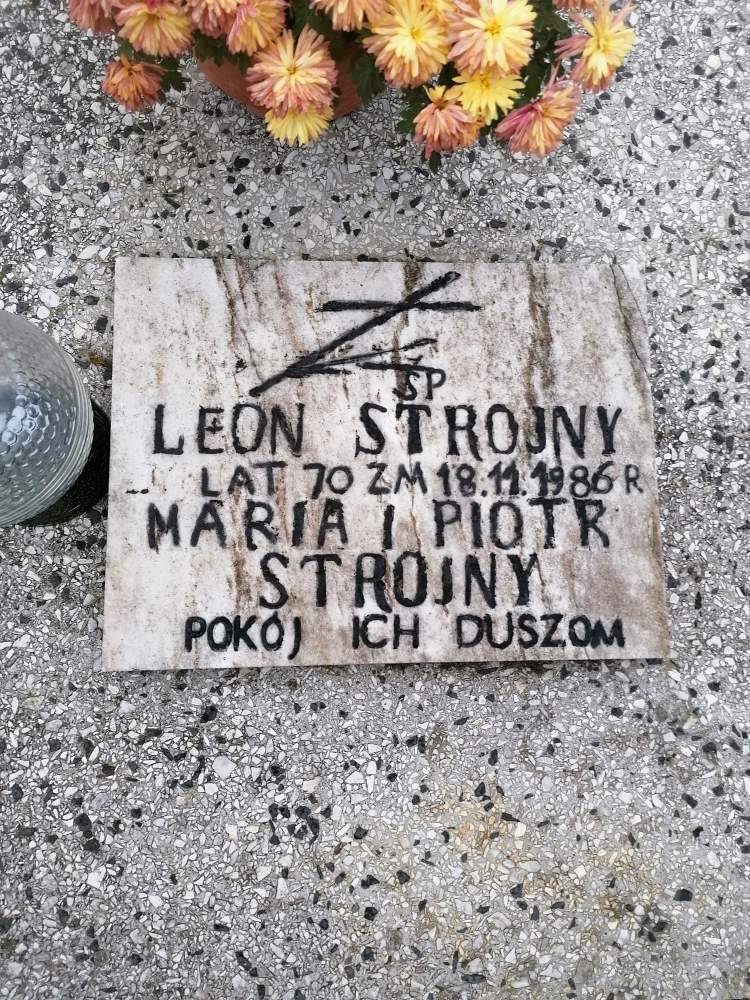 ŚP
LEON STROJNY
LAT 70 ZM 18.11.1986 R
MARIA I PIOTR
STROJNY
POKÓJ ICH DUSZOM